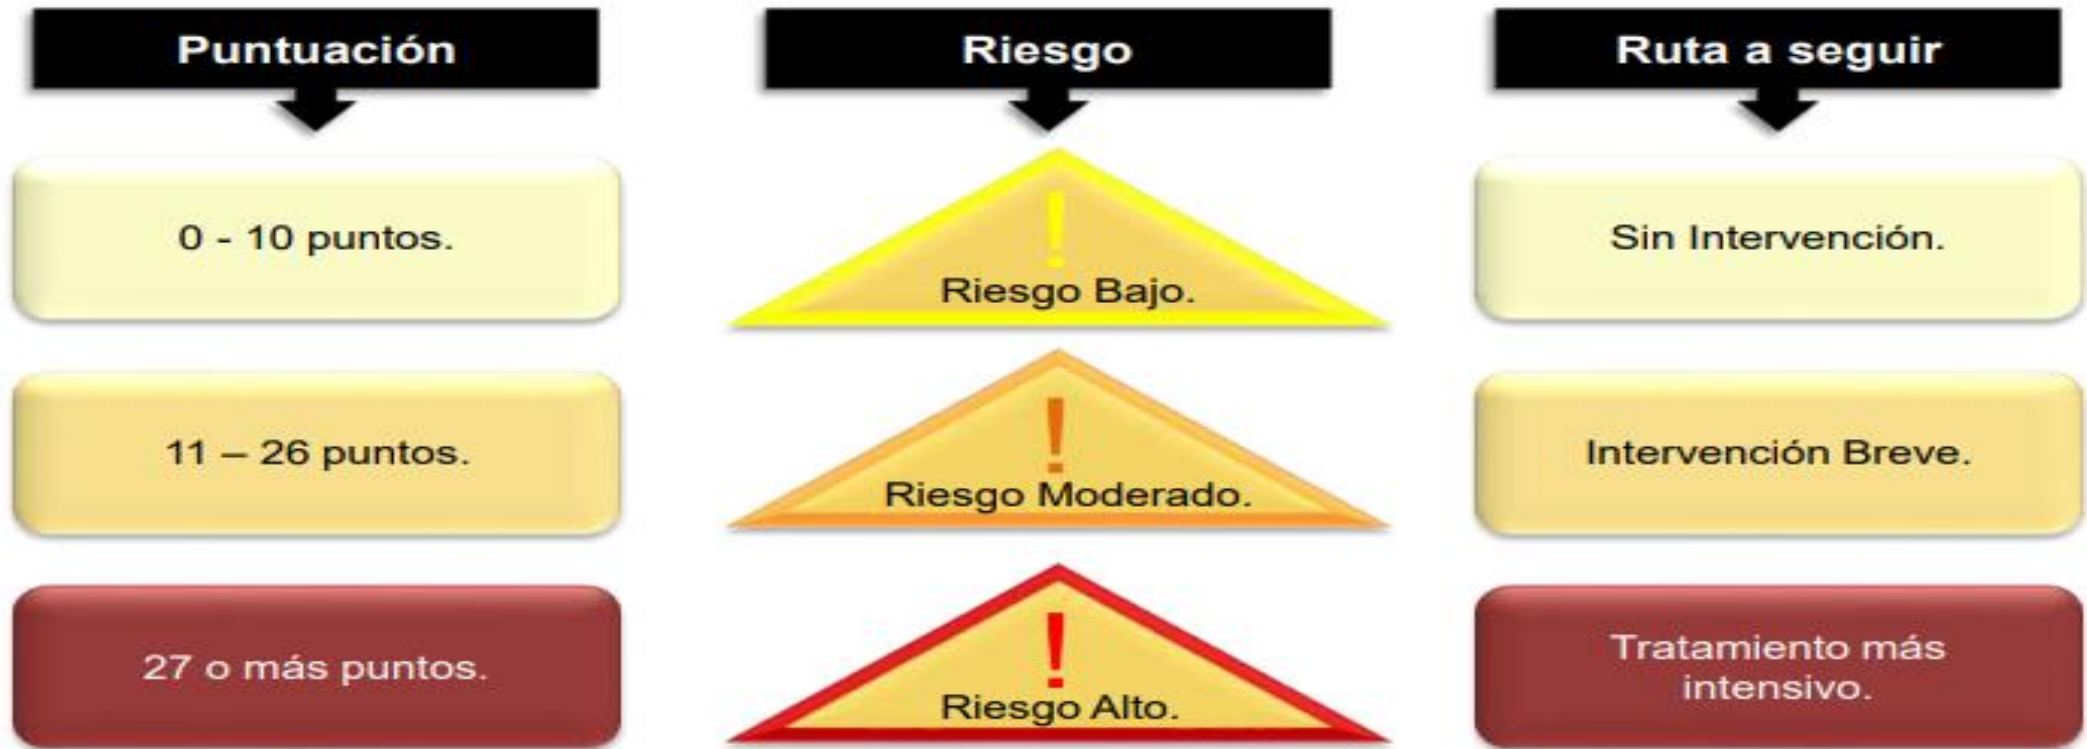 Puntuación
Riesgo
Ruta a seguir
0 - 10 puntos.
!
Riesgo Bajo.
Sin Intervención.
11 – 26 puntos.
!
Riesgo Moderado.
Intervención Breve.
27 o más puntos.
!
Riesgo Alto.
Tratamiento más
intensivo.